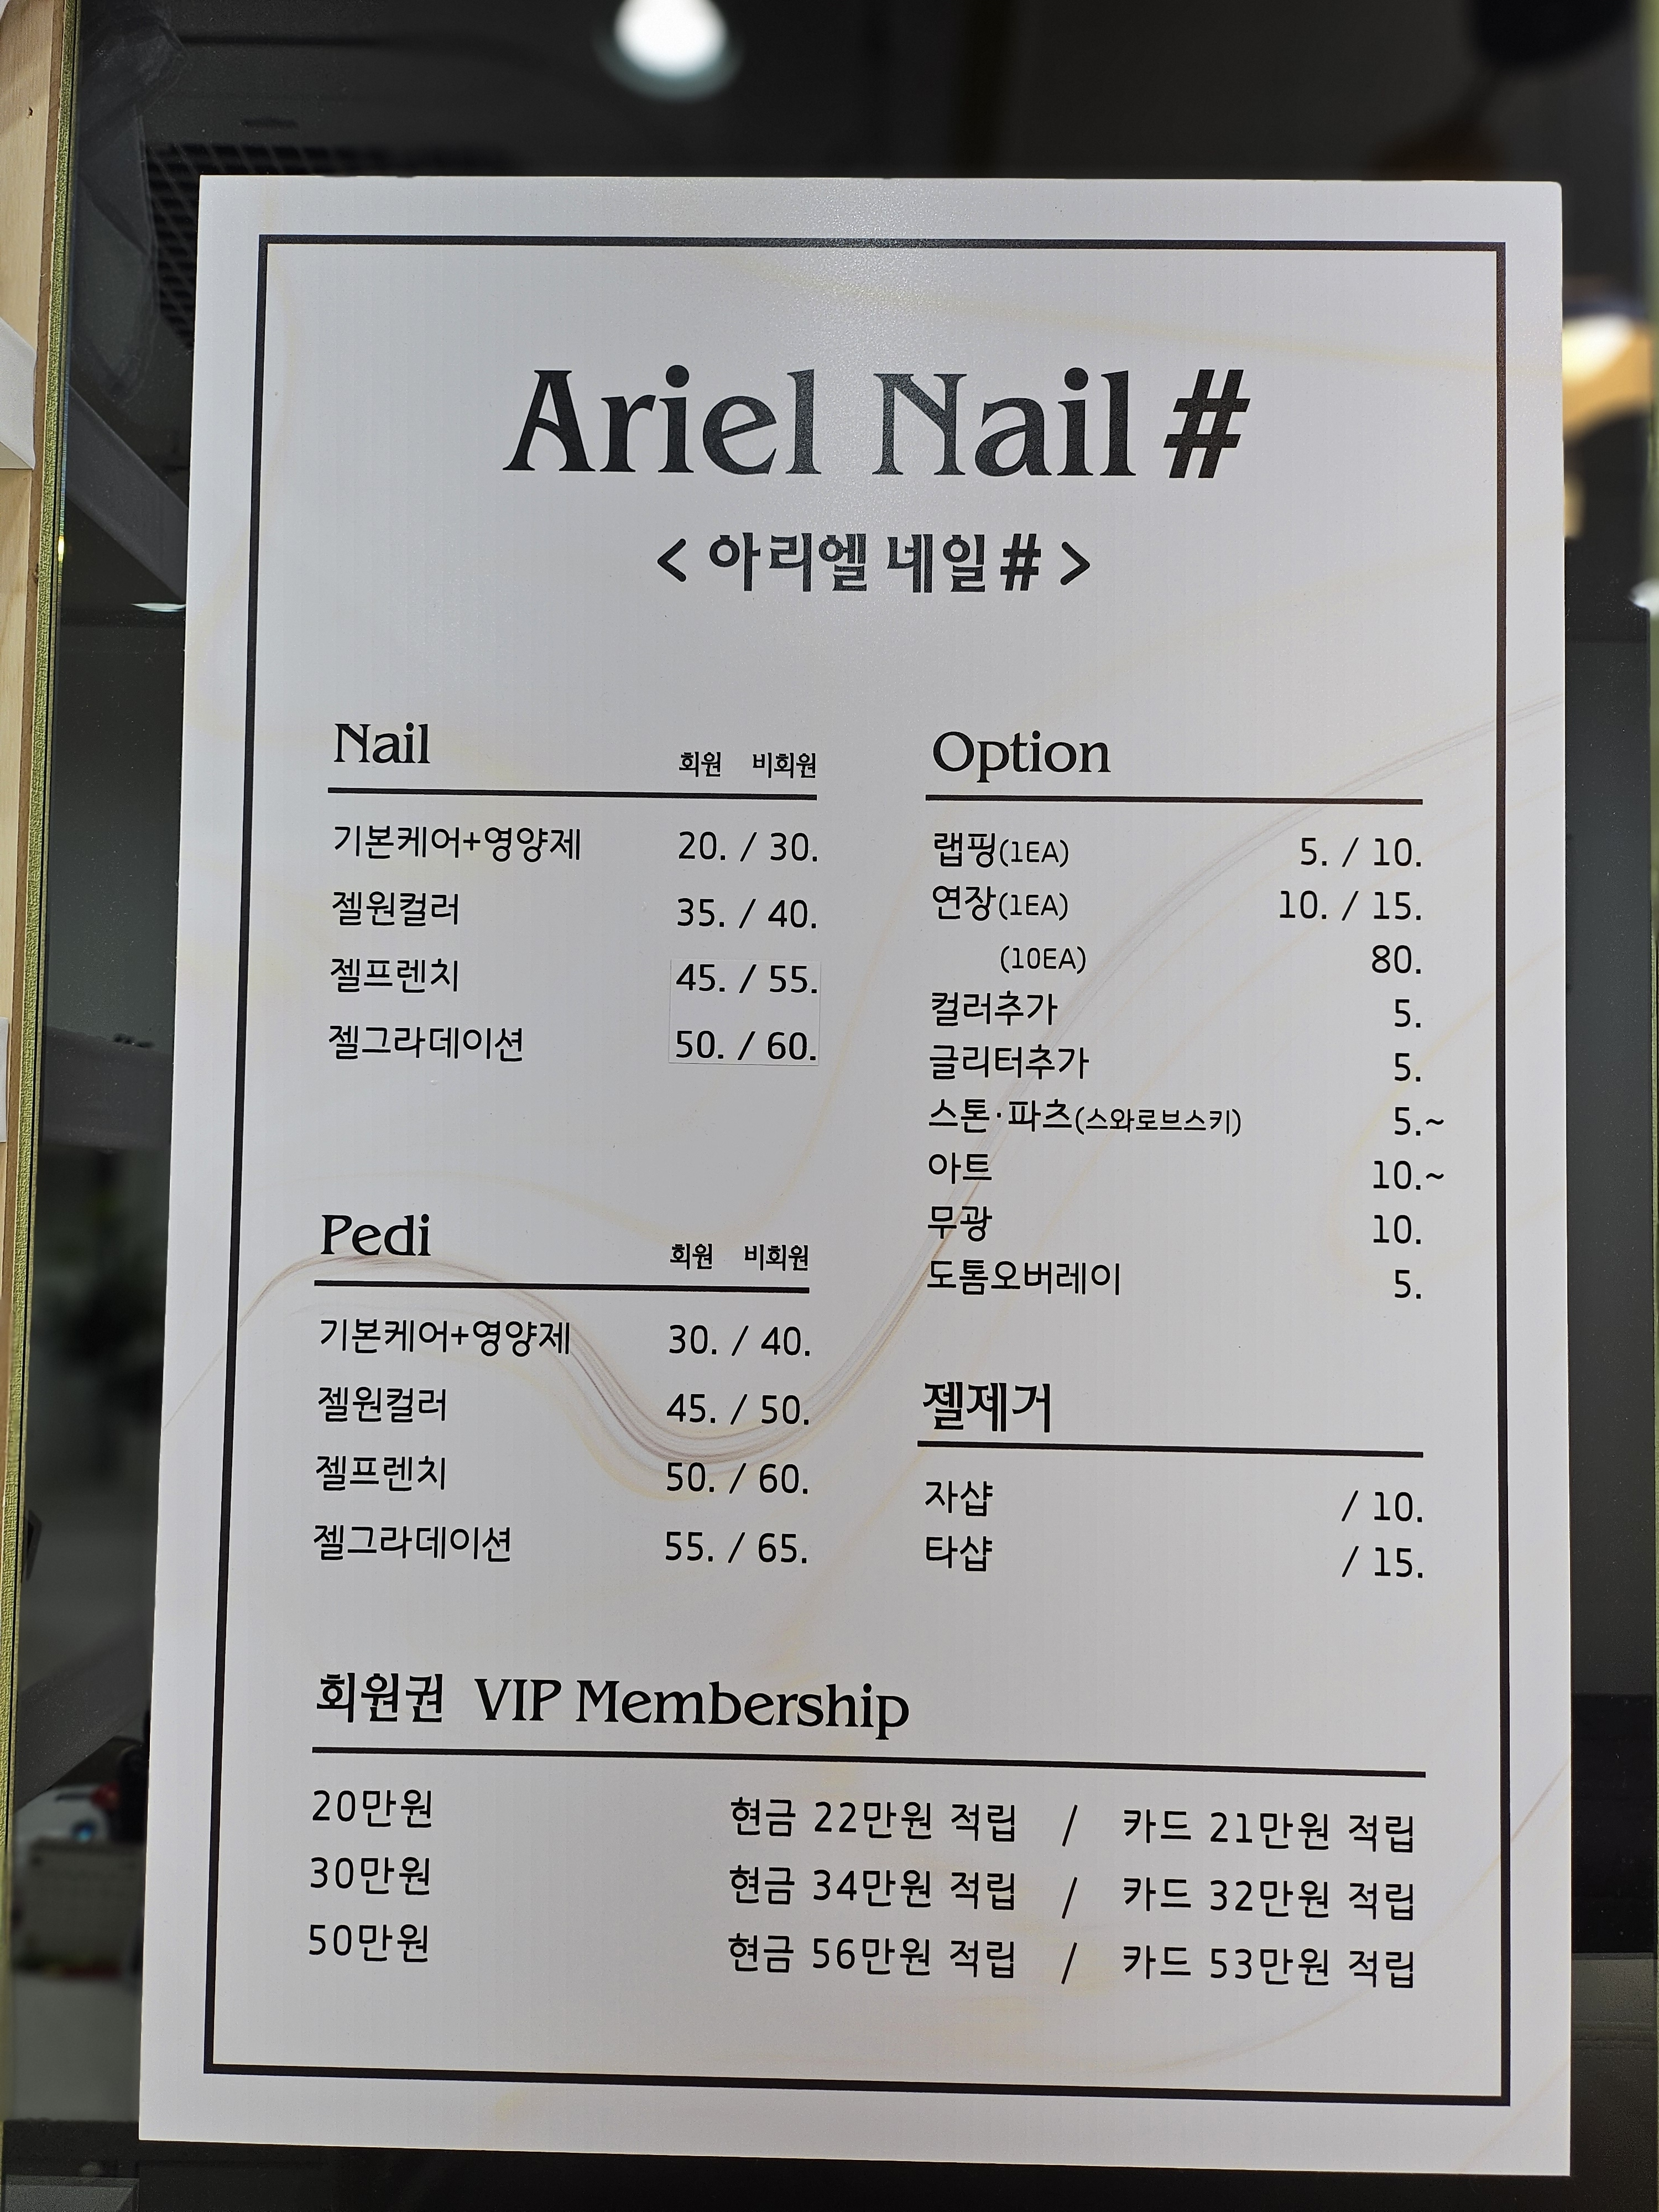 Ariel Nail #
< 아리엘 네일# >
Nail 회원 비회원
기본케어+영양제 20. / 30.
젤원컬러 35. / 40.
젤프렌치 45. / 55.
젤그라데이션 50. / 60.
Pedi 회원 비회원
기본케어+영양제 30. / 40.
젤원컬러 45. / 50.
젤프렌치 50. / 60.
젤그라데이션 55. / 65.
Option
랩핑(1EA) 5. / 10.
연장(1EA) 10. / 15.
(10EA) 80.
컬러추가 5.
글리터추가 5.
스톤·파츠(스와로브스키) 5.~
아트 10.~
무광 10.
도톰오버레이 5.
젤제거
자샵 / 10.
타샵 / 15.
회원권 VIP Membership
20만원 현금 22만원 적립 / 카드 21만원 적립
30만원 현금 34만원 적립 / 카드 32만원 적립
50만원 현금 56만원 적립 / 카드 53만원 적립